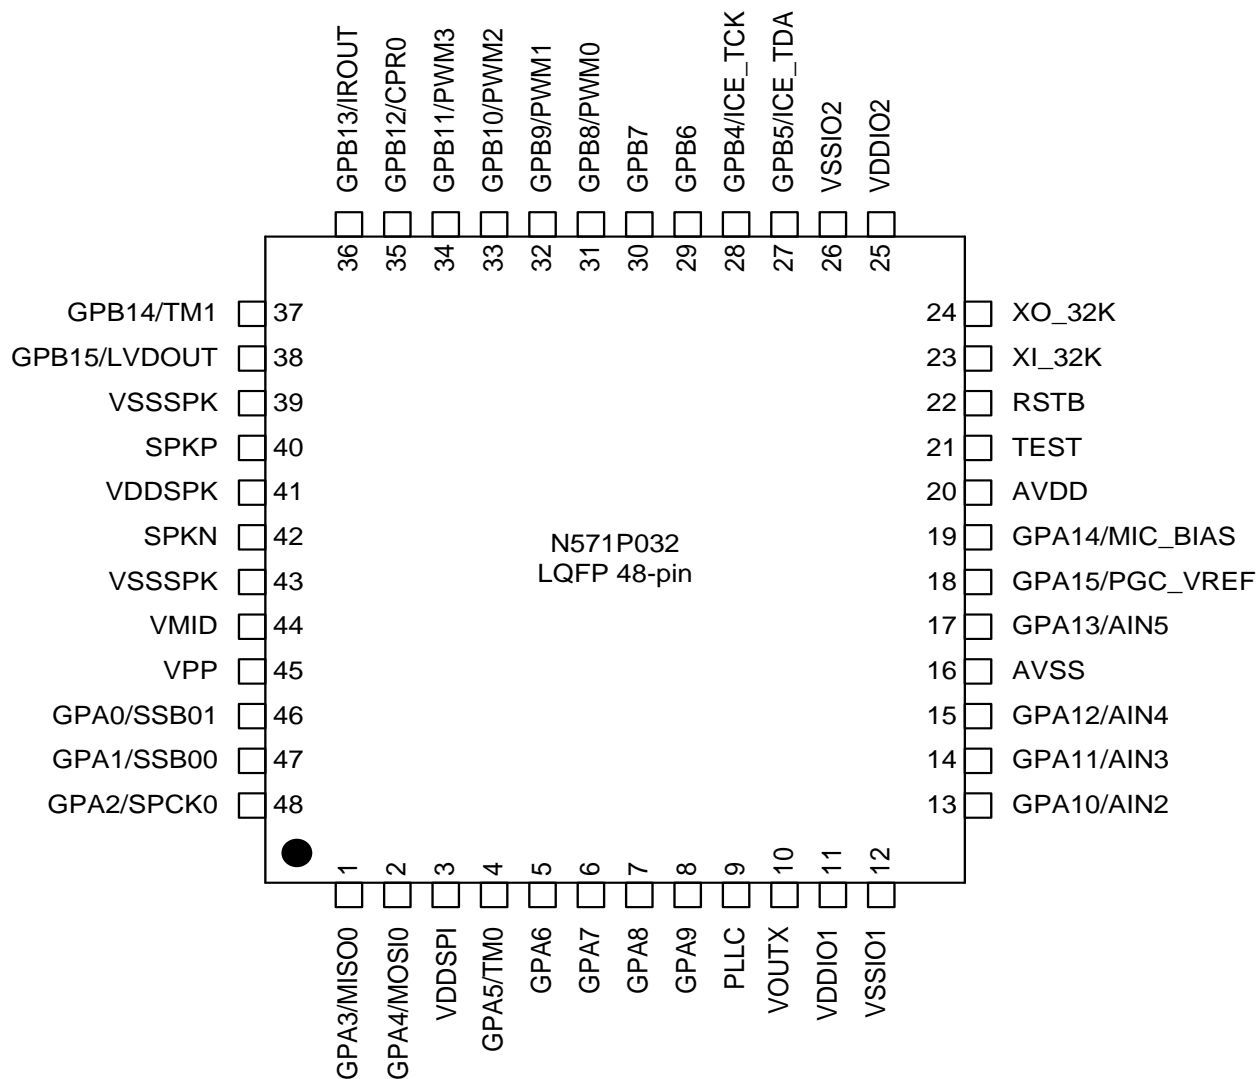 GPB13/IROUT
GPB12/CPR0
GPB11/PWM3
GPB10/PWM2
GPB9/PWM1
GPB8/PWM0
GPB7
GPB6
GPB4/ICE_TCK
GPB5/ICE_TDA
VSSIO2
VDDIO2
36
35
34
33
32
31
30
29
28
27
26
25
GPB14/TM1 37
GPB15/LVDOUT 38
VSSSPK 39
SPKP 40
VDDSPK 41
SPKN 42
VSSSPK 43
VMID 44
VPP 45
GPA0/SSB01 46
GPA1/SSB00 47
GPA2/SPCK0 48
N571P032
LQFP 48-pin
24 XO_32K
23 XI_32K
22 RSTB
21 TEST
20 AVDD
19 GPA14/MIC_BIAS
18 GPA15/PGC_VREF
17 GPA13/AIN5
16 AVSS
15 GPA12/AIN4
14 GPA11/AIN3
13 GPA10/AIN2
1
2
3
4
5
6
7
8
9
10
11
12
GPA3/MISO0
GPA4/MOSI0
VDDSPI
GPA5/TM0
GPA6
GPA7
GPA8
GPA9
PLLC
VOUTX
VDDIO1
VSSIO1